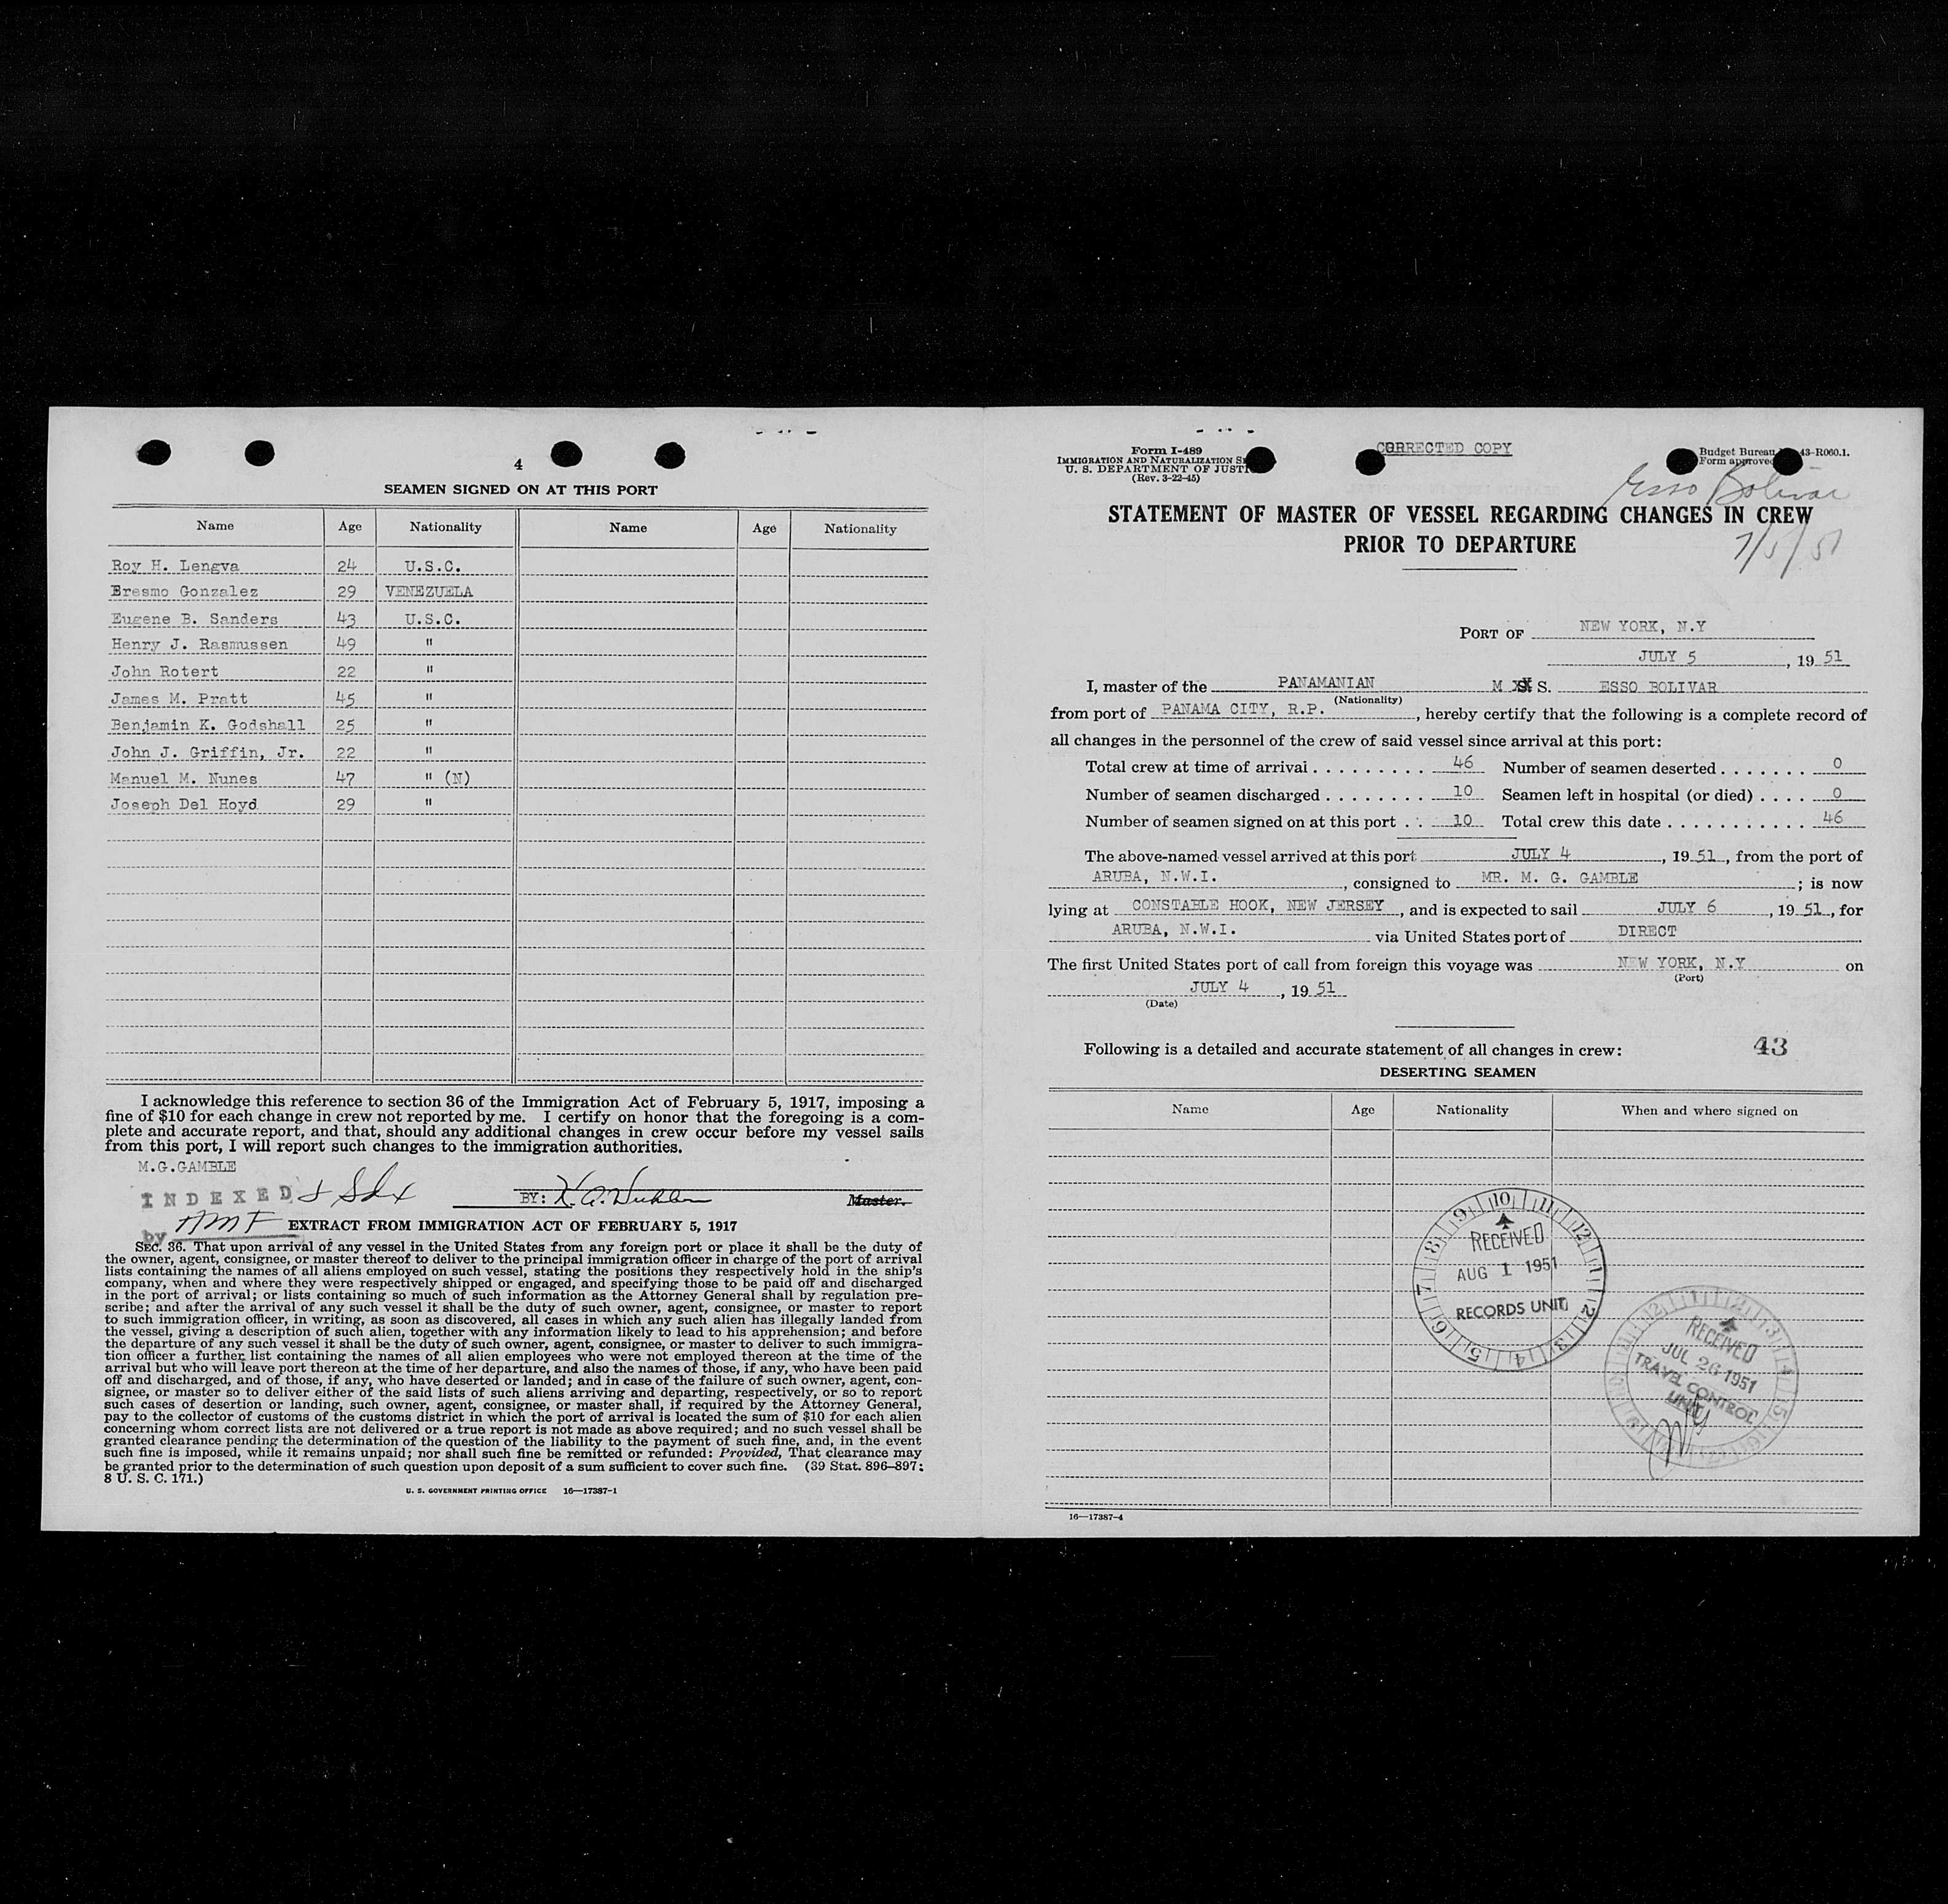 4
SEAMEN SIGNED ON AT THIS PORT
Name Age Nationality Name Age Nationality
Roy H. Lengva 24 U.S.C.
Eresmo Gonzalez 29 VENEZUELA
Eugene B. Sanders 43 U.S.C.
Henry J. Rasmussen 49 "
John Rotert 22 "
James M. Pratt 45 "
Benjamin K. Godshall 25 "
John J. Griffin, Jr. 22 "
Manuel M. Nunes 47 " (N)
Joseph Del Hoyd 29 "
I acknowledge this reference to section 36 of the Immigration Act of February 5, 1917, imposing a
fine of $10 for each change in crew not reported by me. I certify on honor that the foregoing is a com-
plete and accurate report, and that, should any additional changes in crew occur before my vessel sails
from this port, I will report such changes to the immigration authorities.
M.G.GAMBLE
INDEXED
BY:
Master.
by
EXTRACT FROM IMMIGRATION ACT OF FEBRUARY 5, 1917
SEC. 36. That upon arrival of any vessel in the United States from any foreign port or place it shall be the duty of
the owner, agent, consignee, or master thereof to deliver to the principal immigration officer in charge of the port of arrival
lists containing the names of all aliens employed on such vessel, stating the positions they respectively hold in the ship's
company, when and where they were respectively shipped or engaged, and specifying those to be paid off and discharged
in the port of arrival; or lists containing so much of such information as the Attorney General shall by regulation pre-
scribe; and after the arrival of any such vessel it shall be the duty of such owner, agent, consignee, or master to report
to such immigration officer, in writing, as soon as discovered, all cases in which any such alien has illegally landed from
the vessel, giving a description of such alien, together with any information likely to lead to his apprehension; and before
the departure of any such vessel it shall be the duty of such owner, agent, consignee, or master to deliver to such immigra-
tion officer a further list containing the names of all alien employees who were not employed thereon at the time of the
arrival but who will leave port thereon at the time of her departure, and also the names of those, if any, who have been paid
off and discharged, and of those, if any, who have deserted or landed; and in case of the failure of such owner, agent, con-
signee, or master so to deliver either of the said lists of such aliens arriving and departing, respectively, or so to report
such cases of desertion or landing, such owner, agent, consignee, or master shall, if required by the Attorney General,
pay to the collector of customs of the customs district in which the port of arrival is located the sum of $10 for each alien
concerning whom correct lists are not delivered or a true report is not made as above required; and no such vessel shall be
granted clearance pending the determination of the question of the liability to the payment of such fine, and, in the event
such fine is imposed, while it remains unpaid; nor shall such fine be remitted or refunded: Provided, That clearance may
be granted prior to the determination of such question upon deposit of a sum sufficient to cover such fine. (39 Stat. 896–897;
8 U. S. C. 171.)
U. S. GOVERNMENT PRINTING OFFICE 16—17387-1
Form I-489
IMMIGRATION AND NATURALIZATION
U. S. DEPARTMENT OF JUSTI
(Rev. 3-22-45)
CORRECTED COPY
Budget Bureau 43-R060.1.
Form approved
Esso Bolivar
STATEMENT OF MASTER OF VESSEL REGARDING CHANGES IN CREW
PRIOR TO DEPARTURE
7/5/51
PORT OF NEW YORK, N.Y
JULY 5, 19 51
I, master of the PANAMANIAN M S. ESSO BOLIVAR
(Nationality)
from port of PANAMA CITY, R.P., hereby certify that the following is a complete record of
all changes in the personnel of the crew of said vessel since arrival at this port:
Total crew at time of arrival . . . . . . . . . . 46 Number of seamen deserted . . . . . . . 0
Number of seamen discharged . . . . . . . . 10 Seamen left in hospital (or died) . . . . 0
Number of seamen signed on at this port . . 10 Total crew this date . . . . . . . . . . . 46
The above-named vessel arrived at this port JULY 4, 19 51, from the port of
ARUBA, N.W.I., consigned to MR. M. G. GAMBLE; is now
lying at CONSTABLE HOOK, NEW JERSEY, and is expected to sail JULY 6, 19 51, for
ARUBA, N.W.I. via United States port of DIRECT
The first United States port of call from foreign this voyage was NEW YORK, N.Y on
(Port)
JULY 4, 19 51
(Date)
Following is a detailed and accurate statement of all changes in crew: 43
DESERTING SEAMEN
Name Age Nationality When and where signed on
RECEIVED
AUG 1 1951
RECORDS UNIT
RECEIVED
JUL 26 1951
TRAVEL CONTROL
UNIT
16—17387-4